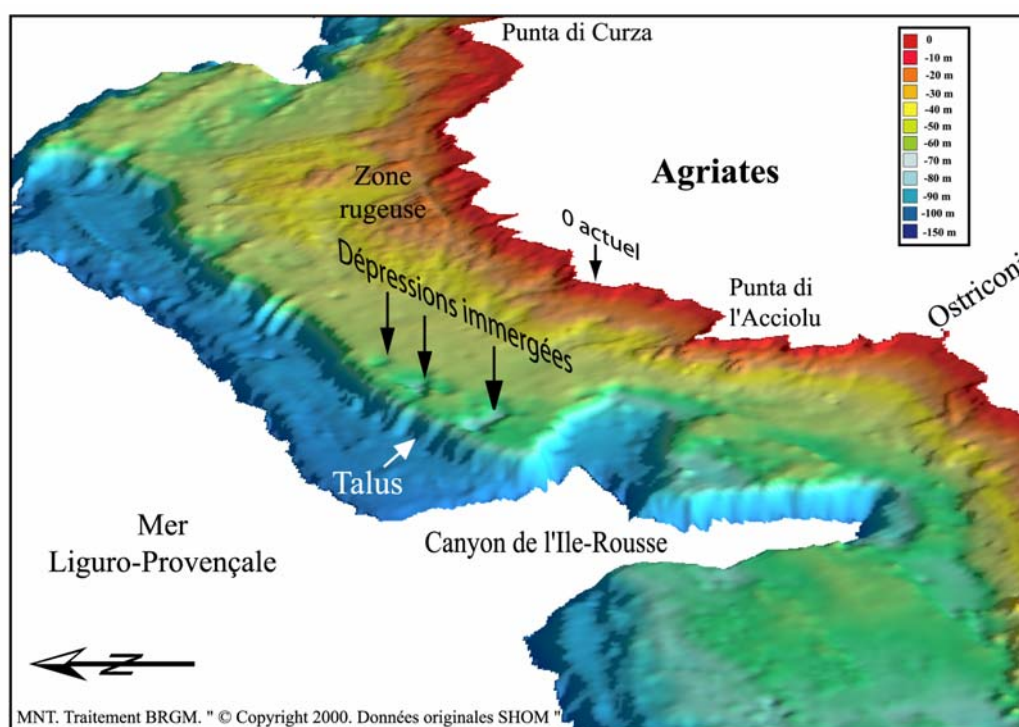 Punta di Curza
0
-10 m
-20 m
-30 m
-40 m
-50 m
-60 m
-70 m
-80 m
-90 m
-100 m
-150 m
Agriates
Zone
rugeuse
0 actuel
Dépressions immergées
Punta di
l'Acciolu
Ostriconi
Talus
Mer
Liguro-Provençale
Canyon de l'Ile-Rousse
N
MNT. Traitement BRGM. " © Copyright 2000. Données originales SHOM "